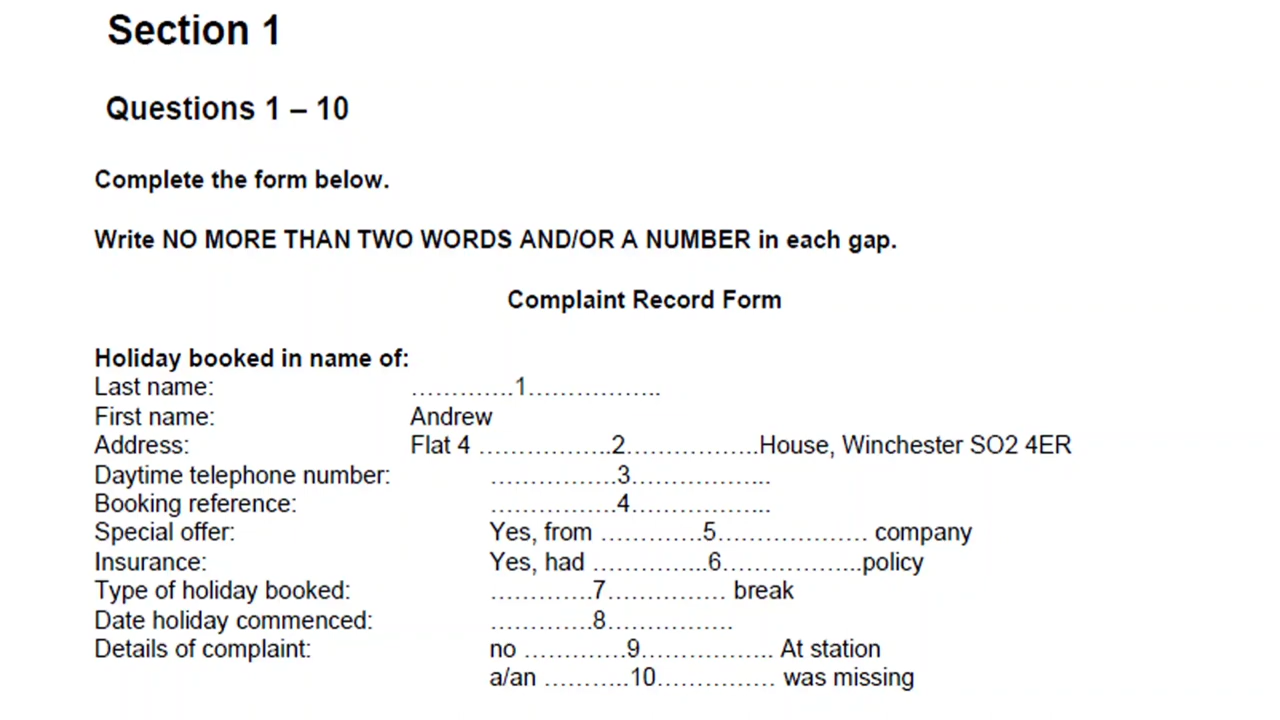 Section 1
Questions 1 – 10
Complete the form below.
Write NO MORE THAN TWO WORDS AND/OR A NUMBER in each gap.
Complaint Record Form
Holiday booked in name of:
Last name: ………….1……………..
First name: Andrew
Address: Flat 4 ……………..2……………..House, Winchester SO2 4ER
Daytime telephone number: …………….3……………...
Booking reference: …………….4……………...
Special offer: Yes, from ………….5……………… company
Insurance: Yes, had …………..6……………..policy
Type of holiday booked: ………….7…………… break
Date holiday commenced: ………….8…………….
Details of complaint: no ………….9…………….. At station
a/an ………..10…………… was missing